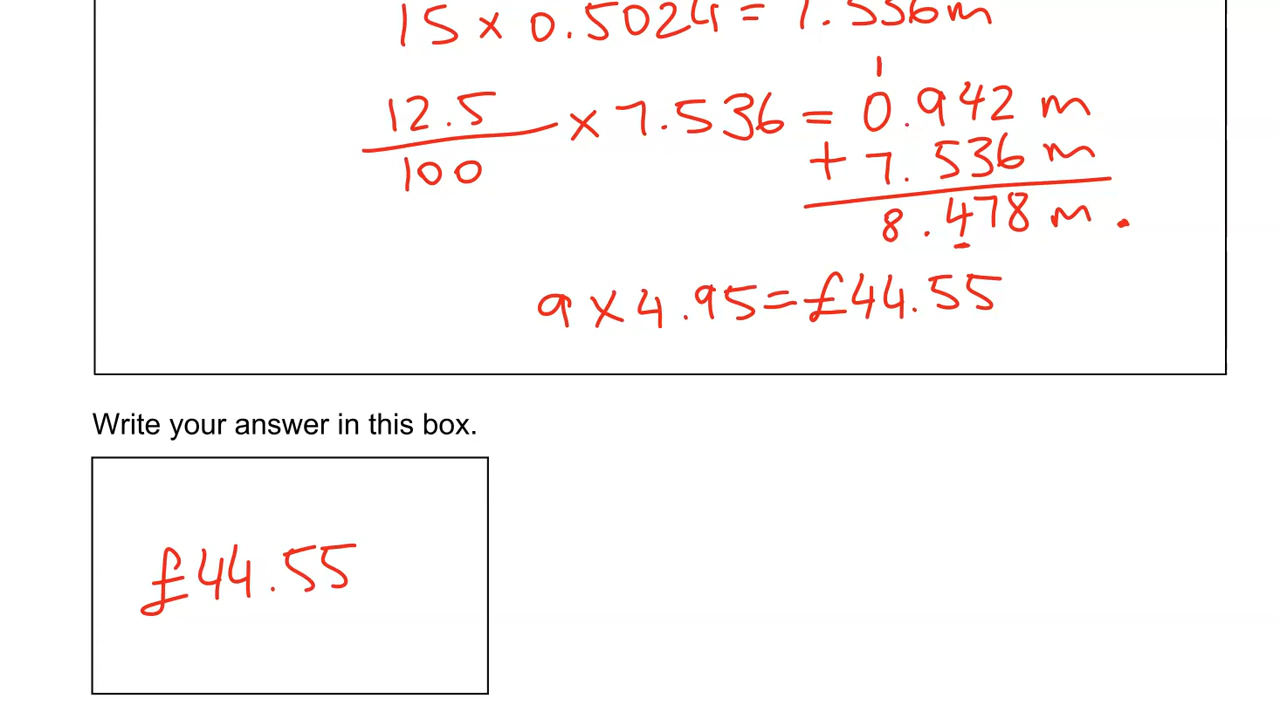 15 × 0.5024 = 7.536m
1
12.5
100
× 7.536 = 0.942 m
+ 7.536 m
8.478 m.
9 × 4.95 = £44.55
Write your answer in this box.
£44.55